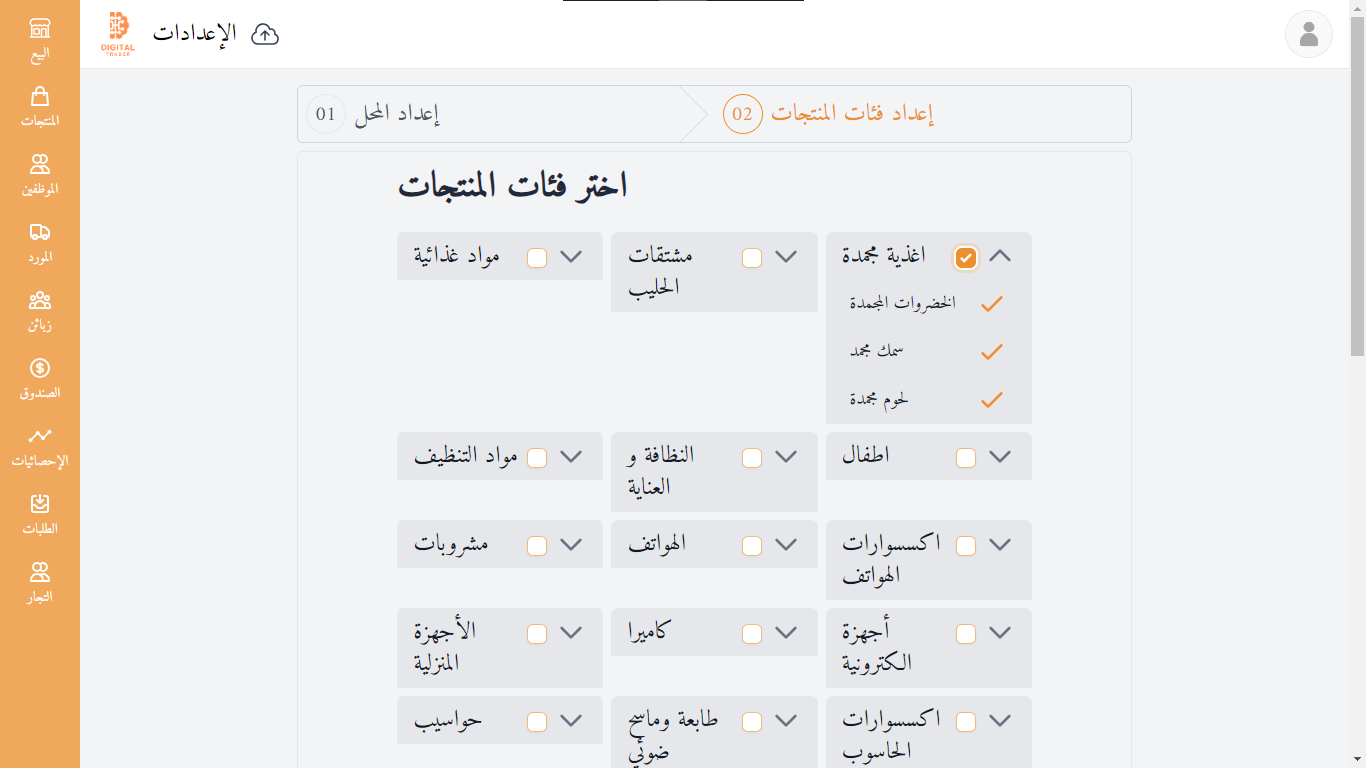 DIGITAL
TRADER
الإعدادات
البيع
المنتجات
الموظفين
المورد
زبائن
الصندوق
الإحصائيات
الطلبات
التجار
01 إعداد المحل
02 إعداد فئات المنتجات
اختر فئات المنتجات
مواد غذائية
مشتقات
الحليب
اغذية مجمدة
الخضروات المجمدة
سمك مجمد
لحوم مجمدة
مواد التنظيف
النظافة و
العناية
اطفال
مشروبات
الهواتف
اكسسوارات
الهواتف
الأجهزة
المنزلية
كاميرا
أجهزة
الكترونية
حواسيب
طابعة وماسح
ضوئي
اكسسوارات
الحاسوب